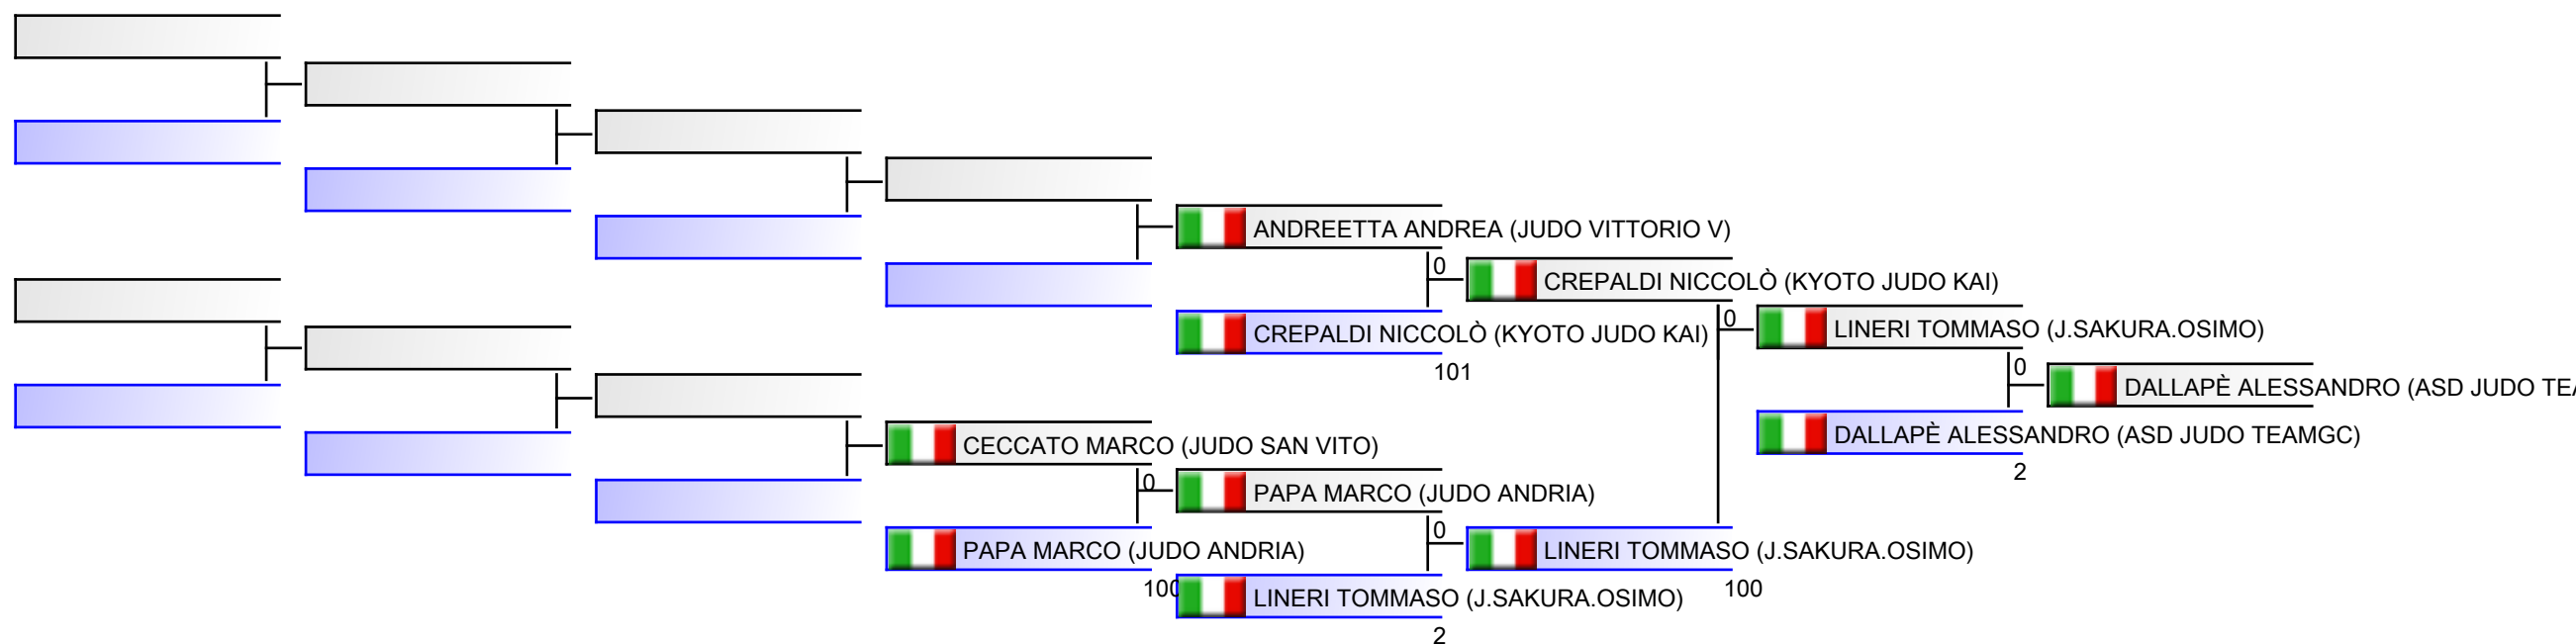 ANDREETTA ANDREA (JUDO VITTORIO V)
0
CREPALDI NICCOLÒ (KYOTO JUDO KAI)
CREPALDI NICCOLÒ (KYOTO JUDO KAI)
101
0
LINERI TOMMASO (J.SAKURA.OSIMO)
0
DALLAPÈ ALESSANDRO (ASD JUDO TEA
DALLAPÈ ALESSANDRO (ASD JUDO TEAMGC)
2
CECCATO MARCO (JUDO SAN VITO)
0
PAPA MARCO (JUDO ANDRIA)
PAPA MARCO (JUDO ANDRIA)
100
0
LINERI TOMMASO (J.SAKURA.OSIMO)
100
LINERI TOMMASO (J.SAKURA.OSIMO)
2